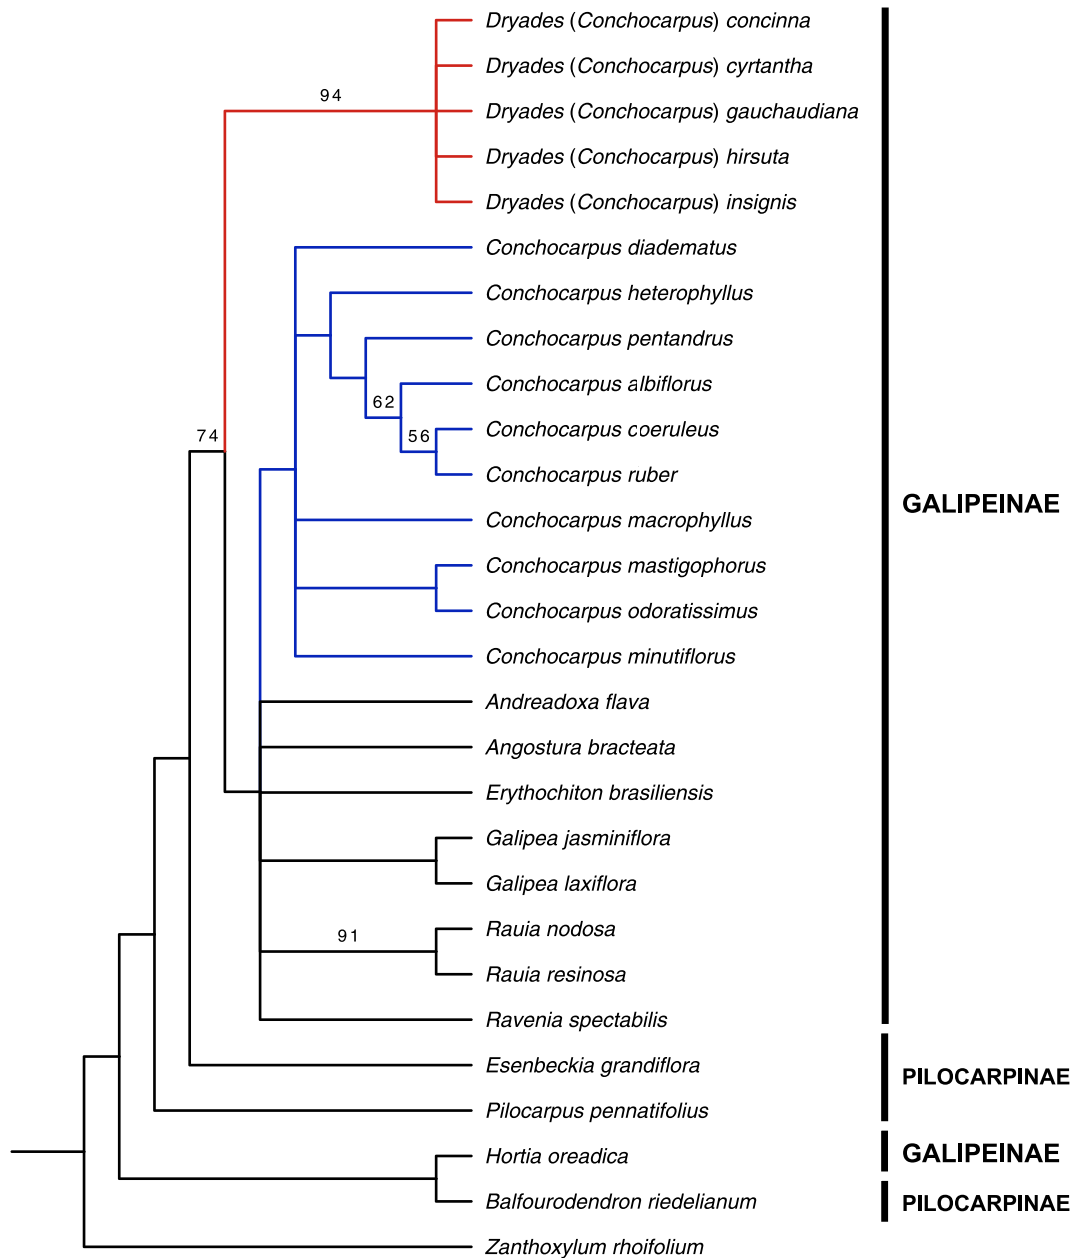 Dryades (Conchocarpus) concinna
Dryades (Conchocarpus) cyrtantha
94
Dryades (Conchocarpus) gauchaudiana
Dryades (Conchocarpus) hirsuta
Dryades (Conchocarpus) insignis
Conchocarpus diadematus
Conchocarpus heterophyllus
Conchocarpus pentandrus
Conchocarpus albiflorus
62
Conchocarpus coeruleus
56
74
Conchocarpus ruber
GALIPEINAE
Conchocarpus macrophyllus
Conchocarpus mastigophorus
Conchocarpus odoratissimus
Conchocarpus minutiflorus
Andreadoxa flava
Angostura bracteata
Erythochiton brasiliensis
Galipea jasminiflora
Galipea laxiflora
Rauia nodosa
91
Rauia resinosa
Ravenia spectabilis
Esenbeckia grandiflora
PILOCARPINAE
Pilocarpus pennatifolius
Hortia oreadica
GALIPEINAE
Balfourodendron riedelianum
PILOCARPINAE
Zanthoxylum rhoifolium